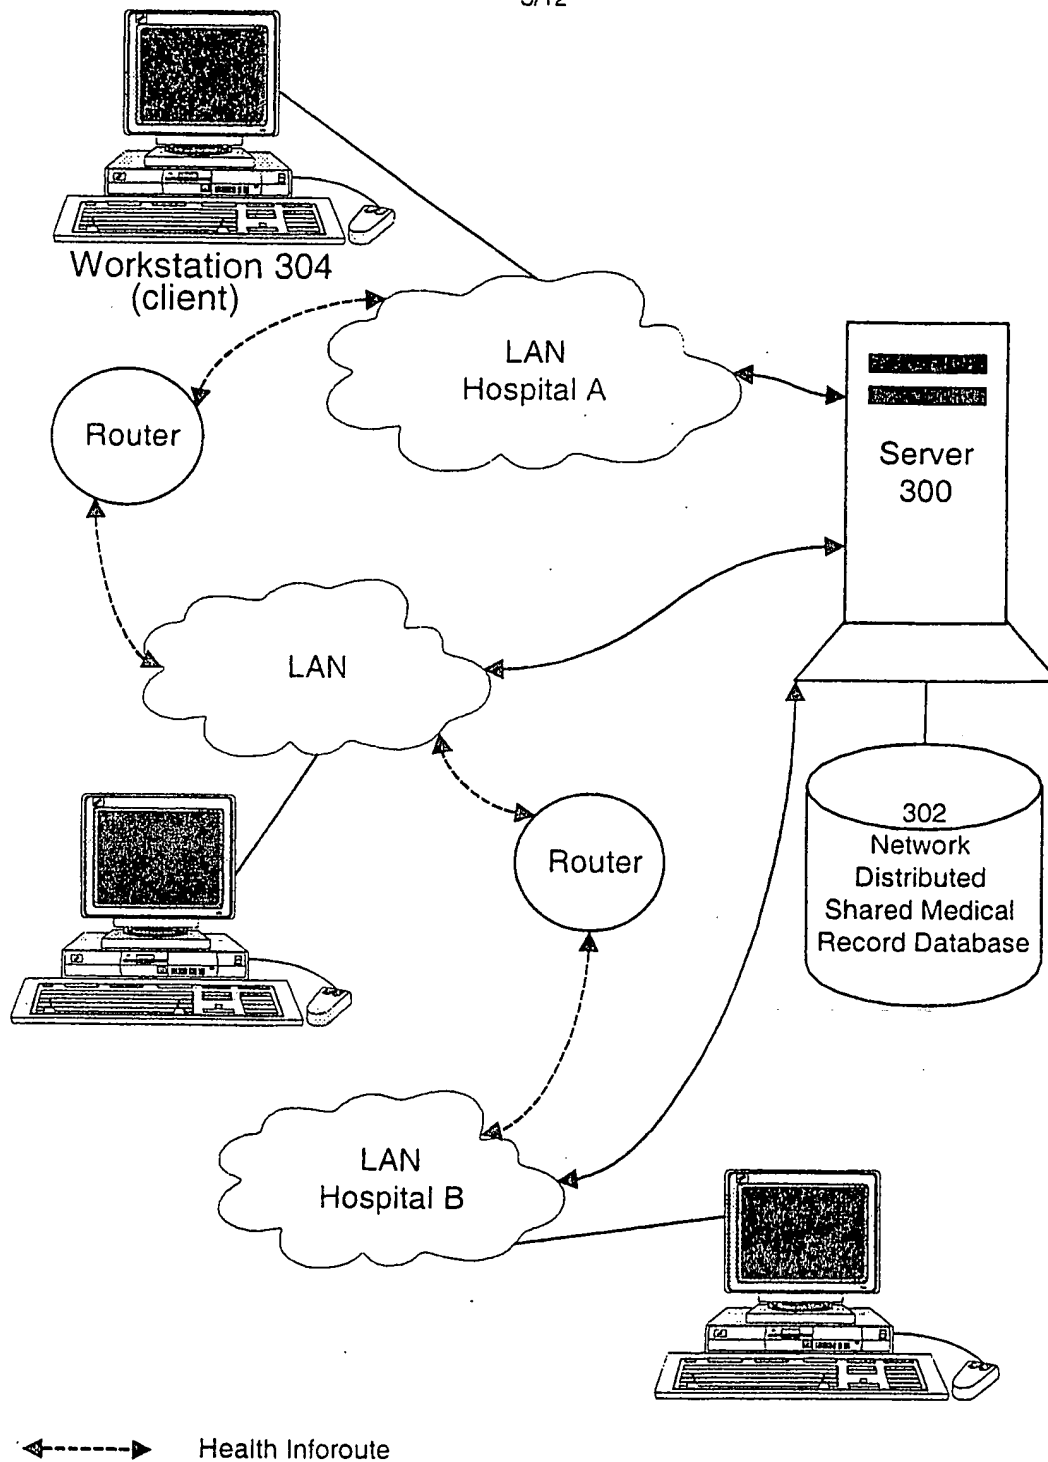 Workstation 304
(client)
LAN
Hospital A
Router
Server
300
LAN
302
Network
Distributed
Shared Medical
Record Database
Router
LAN
Hospital B
Health Inforoute